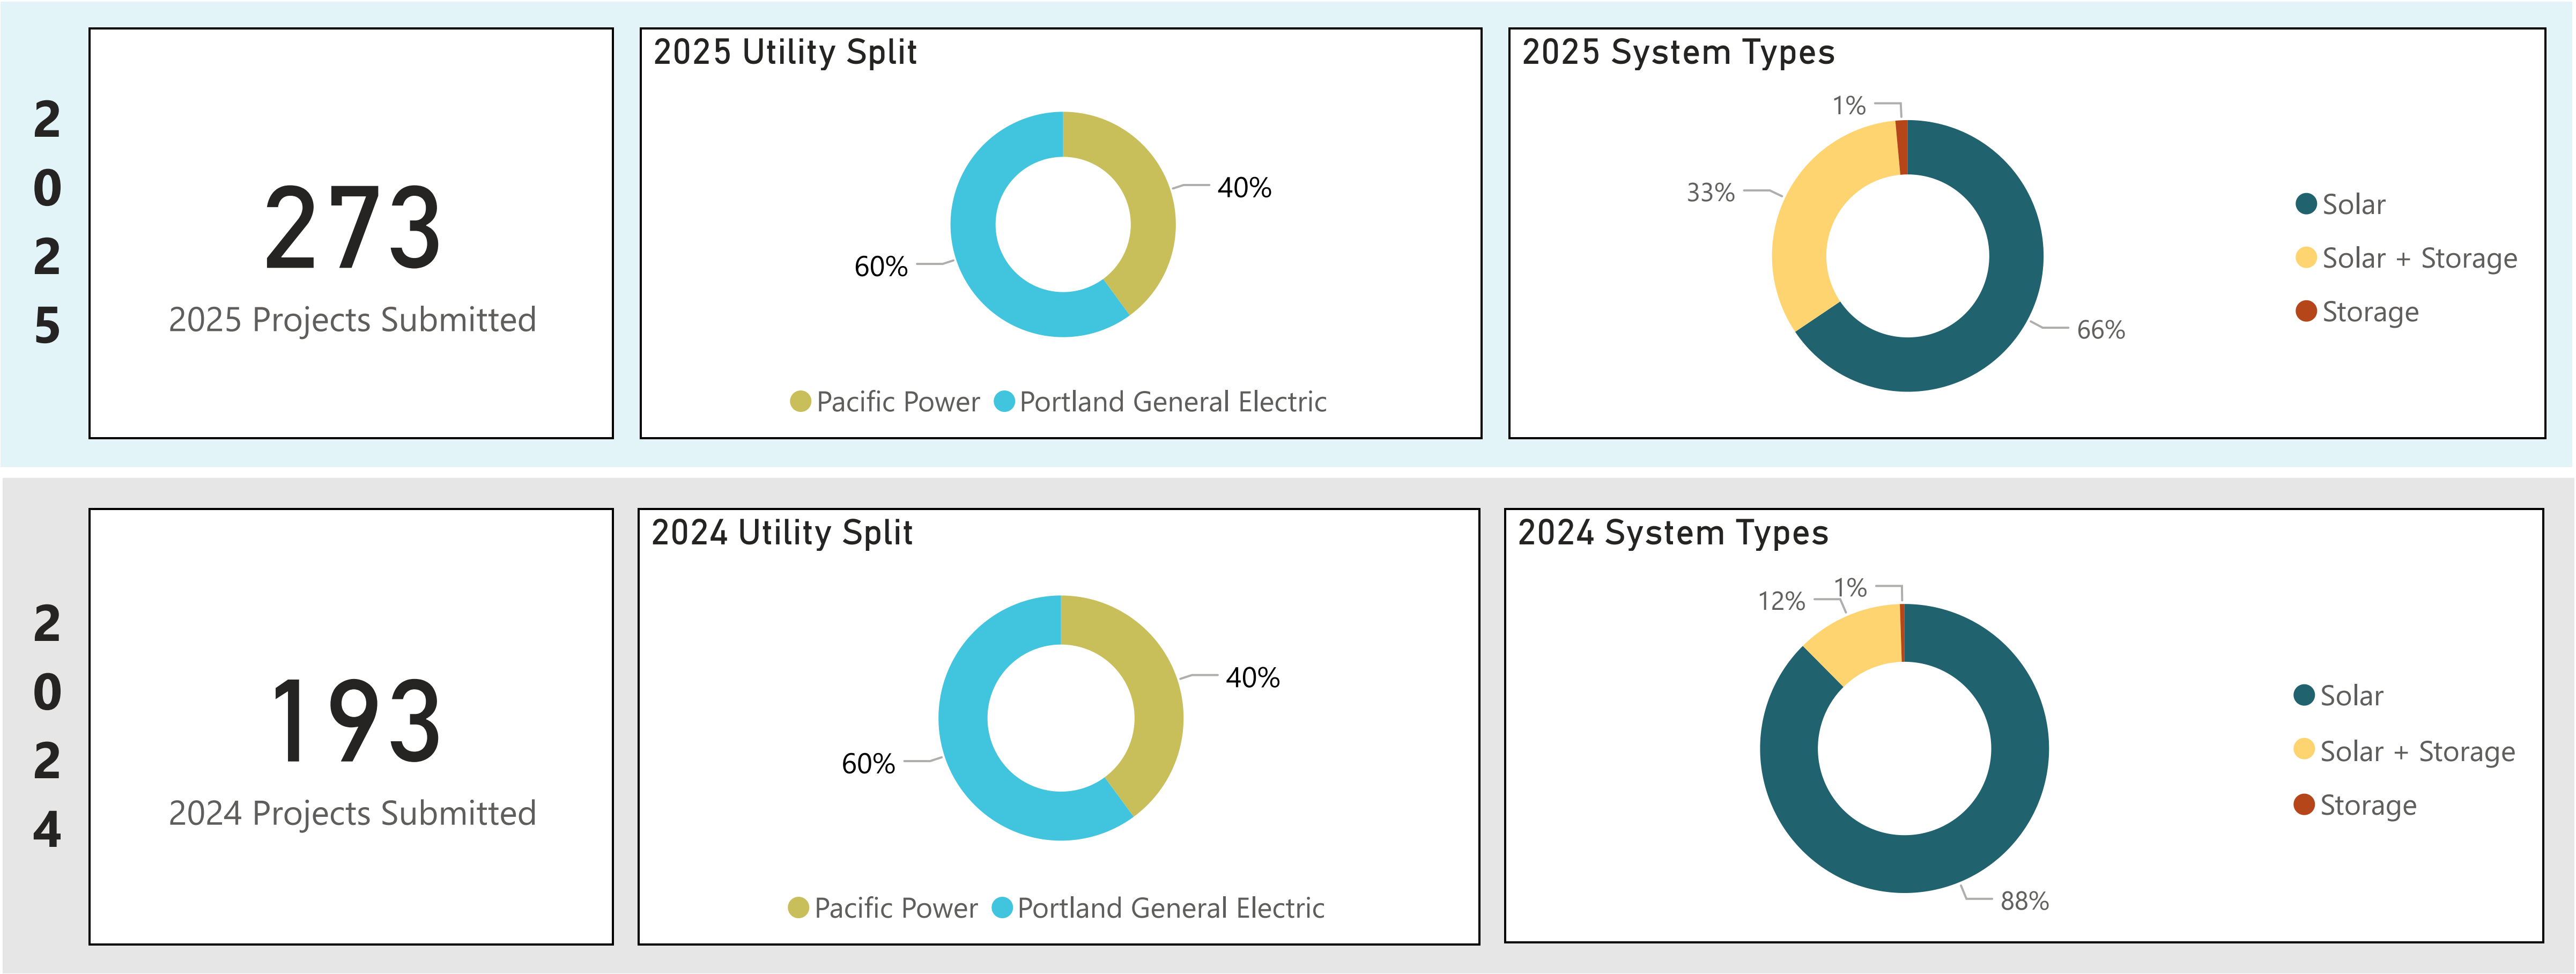 2
0
2
5
273
2025 Projects Submitted
2025 Utility Split
40%
60%
Pacific Power Portland General Electric
2025 System Types
1%
33%
66%
Solar
Solar + Storage
Storage
2
0
2
4
193
2024 Projects Submitted
2024 Utility Split
40%
60%
Pacific Power Portland General Electric
2024 System Types
1%
12%
88%
Solar
Solar + Storage
Storage